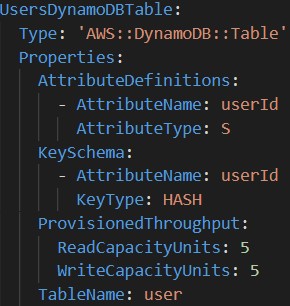 UsersDynamoDBTable:
  Type: 'AWS::DynamoDB::Table'
  Properties:
    AttributeDefinitions:
      - AttributeName: userId
        AttributeType: S
    KeySchema:
      - AttributeName: userId
        KeyType: HASH
    ProvisionedThroughput:
      ReadCapacityUnits: 5
      WriteCapacityUnits: 5
    TableName: user